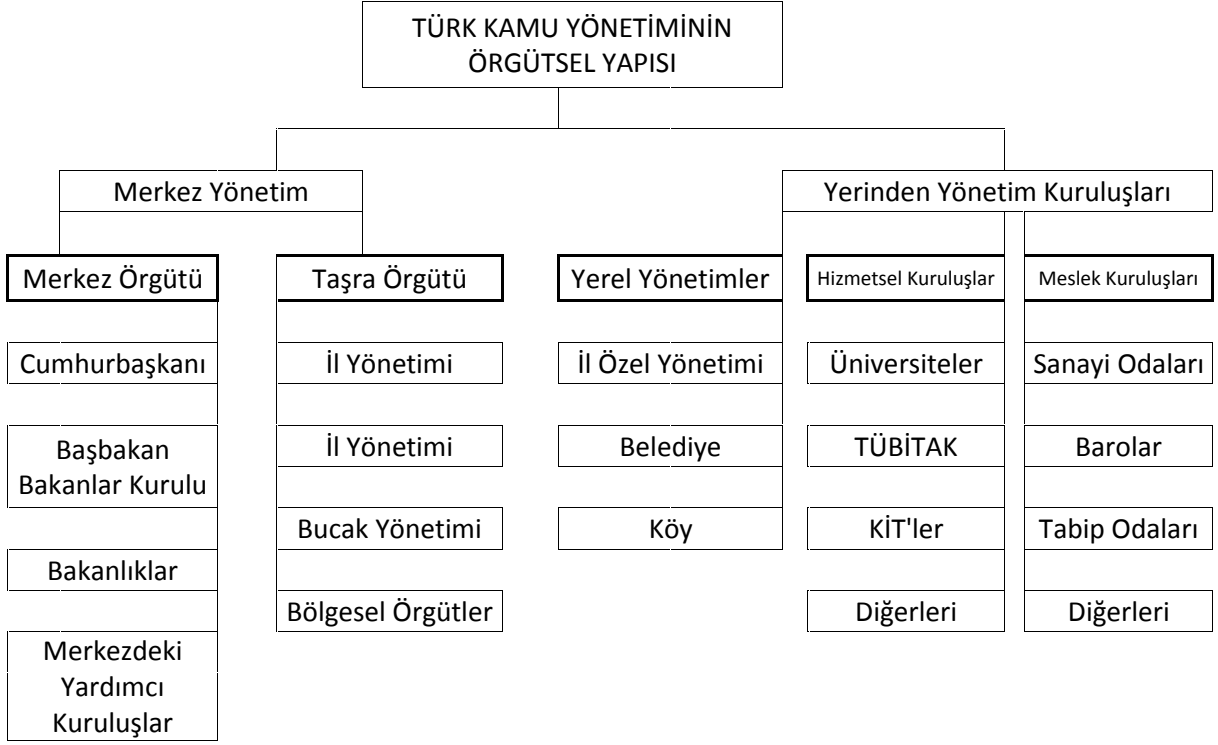 TÜRK KAMU YÖNETİMİNİN
ÖRGÜTSEL YAPISI
Merkez Yönetim
Yerinden Yönetim Kuruluşları
Merkez Örgütü
Taşra Örgütü
Yerel Yönetimler
Hizmetsel Kuruluşlar
Meslek Kuruluşları
Cumhurbaşkanı
İl Yönetimi
İl Özel Yönetimi
Üniversiteler
Sanayi Odaları
Başbakan
Bakanlar Kurulu
İl Yönetimi
Belediye
TÜBİTAK
Barolar
Bucak Yönetimi
Köy
KİT'ler
Tabip Odaları
Bakanlıklar
Bölgesel Örgütler
Diğerleri
Diğerleri
Merkezdeki
Yardımcı
Kuruluşlar